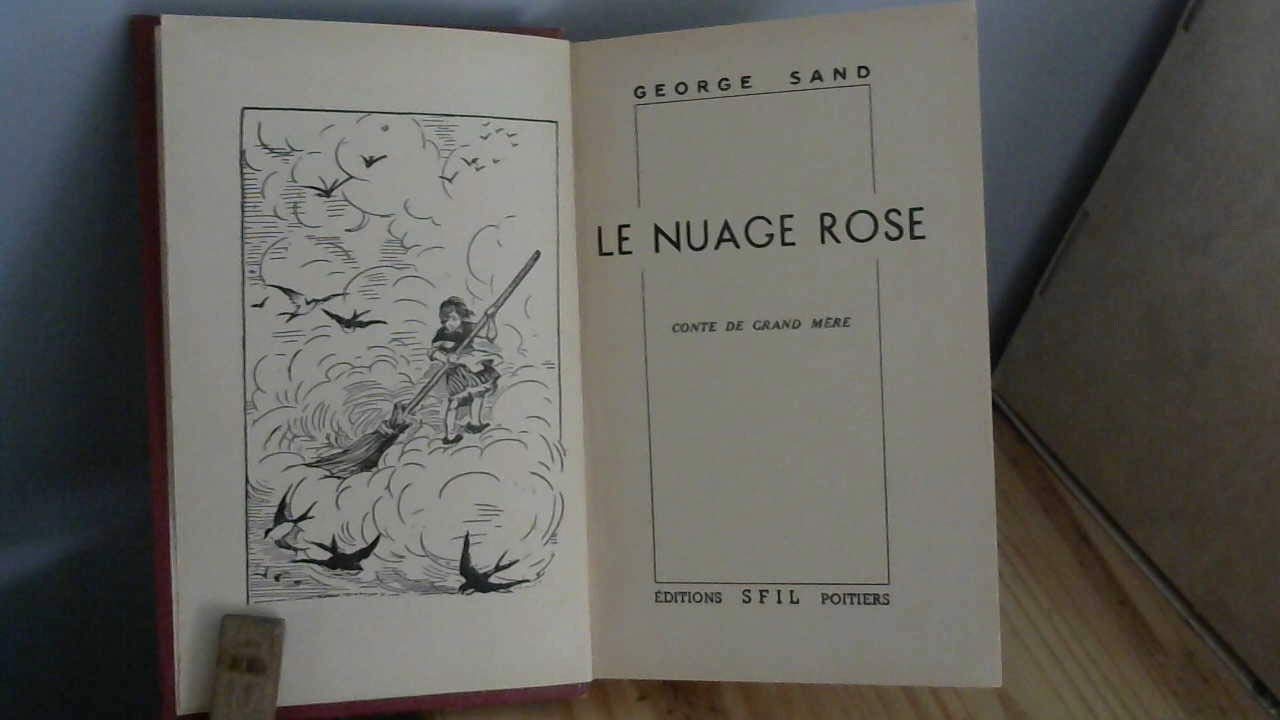 GEORGE SAND
LE NUAGE ROSE
CONTE DE GRAND MÈRE
ÉDITIONS SFIL POITIERS